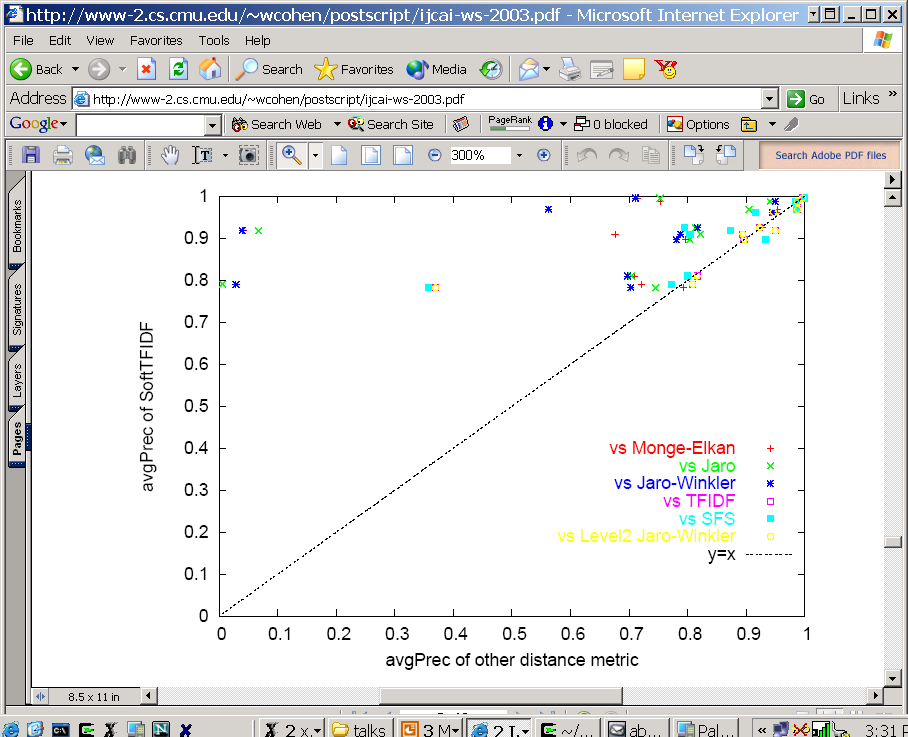 http://www-2.cs.cmu.edu/~wcohen/postscript/ijcai-ws-2003.pdf - Microsoft Internet Explorer
File Edit View Favorites Tools Help
Back Search Favorites Media
Address http://www-2.cs.cmu.edu/~wcohen/postscript/ijcai-ws-2003.pdf Go Links »
Google Search Web Search Site PageRank 0 blocked Options
300% Search Adobe PDF files
Bookmarks
Signatures
Layers
Pages
avgPrec of SoftTFIDF
1
0.9
0.8
0.7
0.6
0.5
0.4
0.3
0.2
0.1
0
vs Monge-Elkan
vs Jaro
vs Jaro-Winkler
vs TFIDF
vs SFS
vs Level2 Jaro-Winkler
y=x
0 0.1 0.2 0.3 0.4 0.5 0.6 0.7 0.8 0.9 1
avgPrec of other distance metric
8.5 x 11 in
2 x. talks 3 M ~/... ab... Pal... « 3:31 P